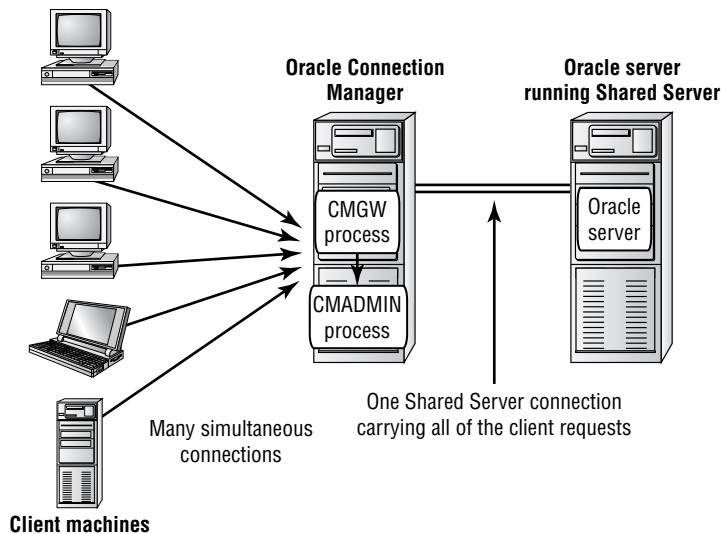 Oracle Connection
Manager
Oracle server
running Shared Server
CMGW
process
Oracle
server
CMADMIN
process
Many simultaneous
connections
One Shared Server connection
carrying all of the client requests
Client machines